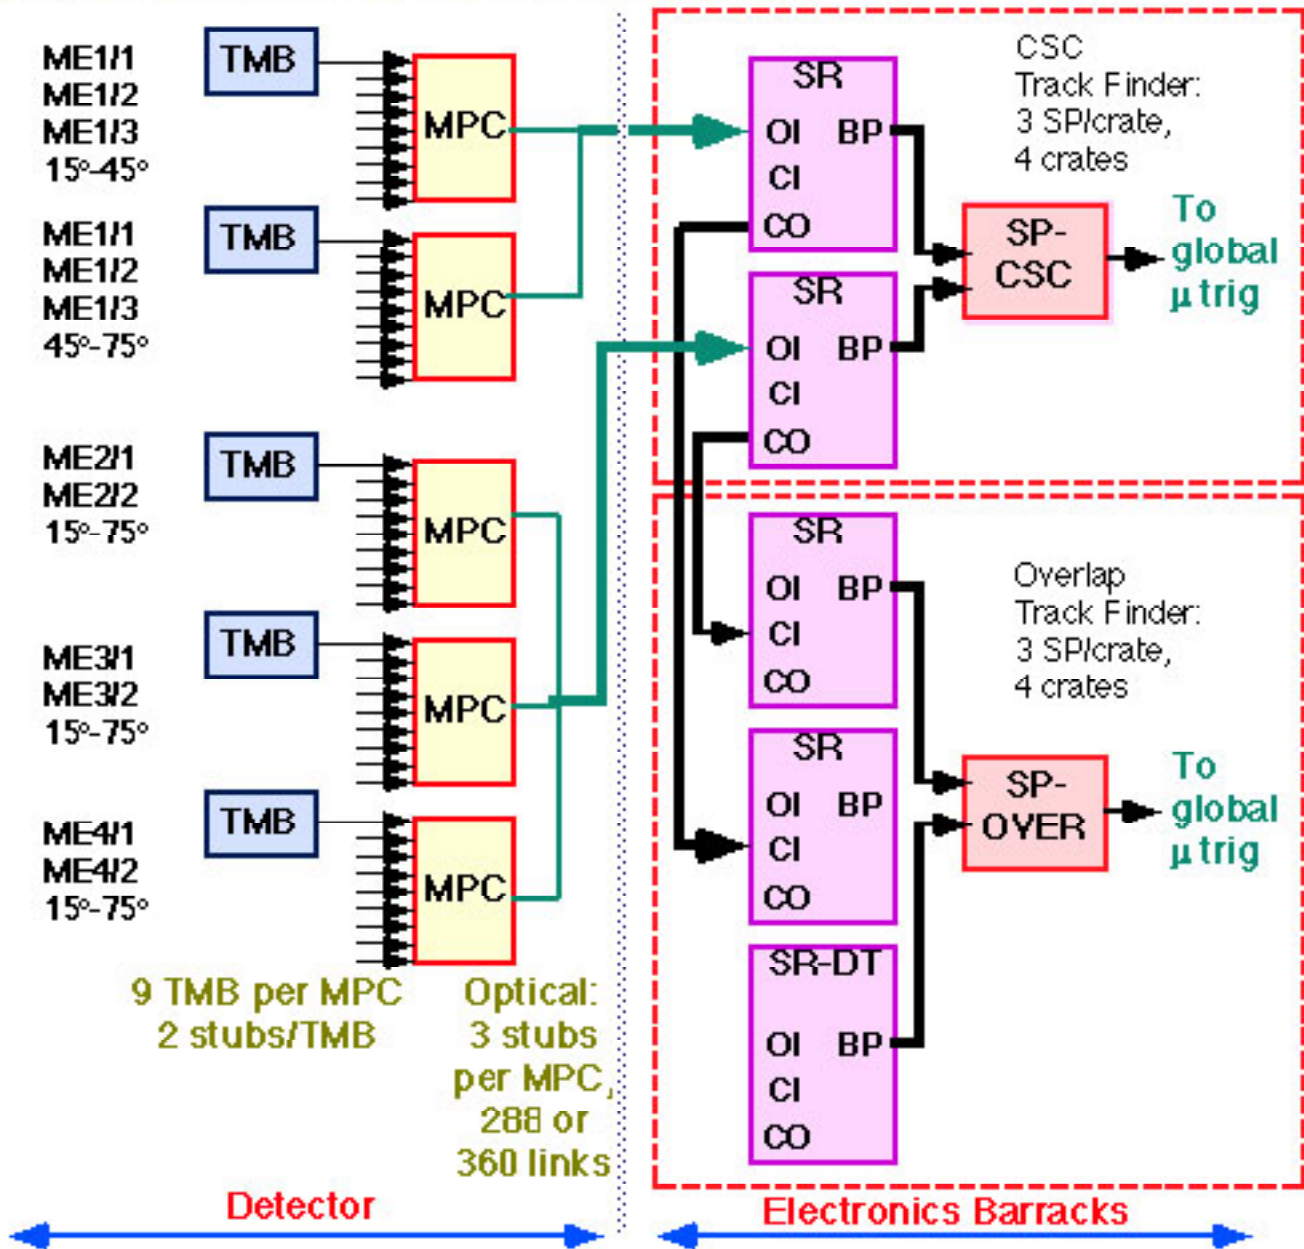 ME1/1
ME1/2
ME1/3
15°-45°
TMB
MPC
ME1/1
ME1/2
ME1/3
45°-75°
TMB
MPC
ME2/1
ME2/2
15°-75°
TMB
MPC
ME3/1
ME3/2
15°-75°
TMB
MPC
ME4/1
ME4/2
15°-75°
TMB
MPC
9 TMB per MPC
2 stubs/TMB
Optical:
3 stubs
per MPC,
288 or
360 links
Detector
SR
OI BP
CI
CO
SR
OI BP
CI
CO
CSC
Track Finder:
3 SP/crate,
4 crates
SP-
CSC
To
global
μ trig
SR
OI BP
CI
CO
SR
OI BP
CI
CO
SR-DT
OI BP
CI
CO
Overlap
Track Finder:
3 SP/crate,
4 crates
SP-
OVER
To
global
μ trig
Electronics Barracks